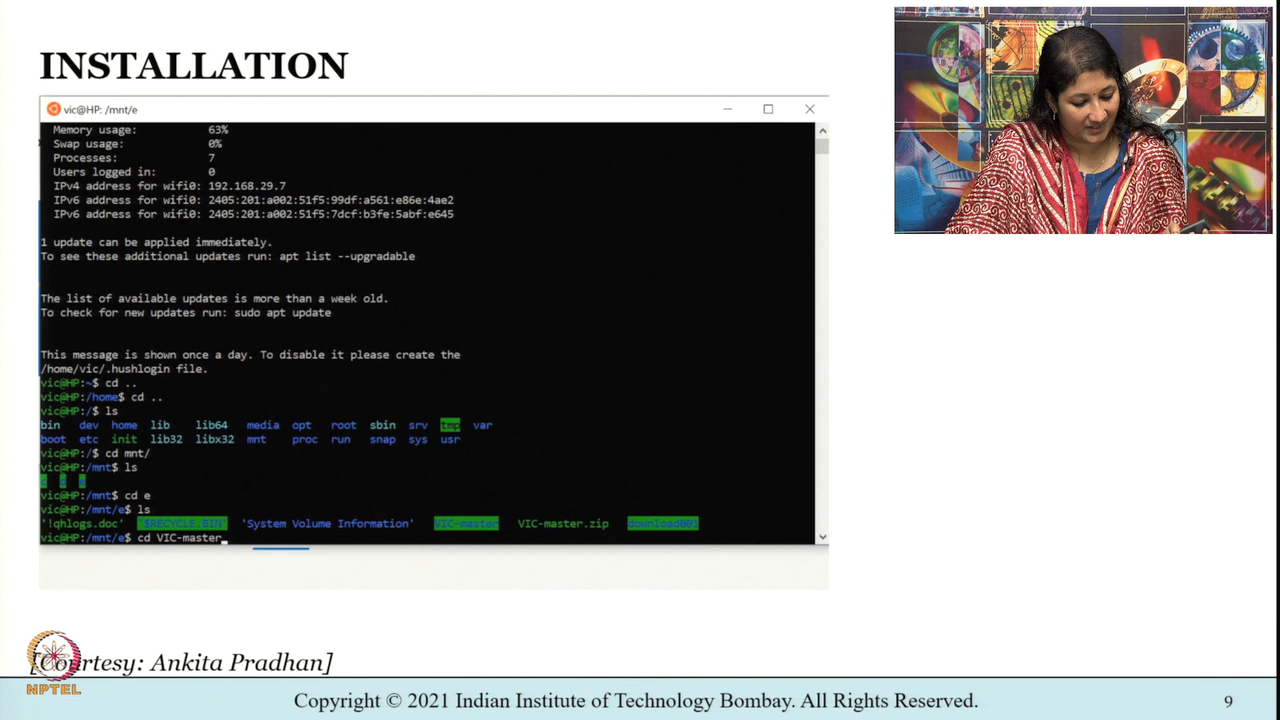 INSTALLATION
vic@HP: /mnt/e
Memory usage: 63%
Swap usage: 0%
Processes: 7
Users logged in: 0
IPv4 address for wifi0: 192.168.29.7
IPv6 address for wifi0: 2405:201:a002:51f5:99df:a561:e86e:4ae2
IPv6 address for wifi0: 2405:201:a002:51f5:7dcf:b3fe:5abf:e645
1 update can be applied immediately.
To see these additional updates run: apt list --upgradable
The list of available updates is more than a week old.
To check for new updates run: sudo apt update
This message is shown once a day. To disable it please create the
/home/vic/.hushlogin file.
vic@HP:~$ cd ..
vic@HP:/home$ cd ..
vic@HP:/$ ls
bin dev home lib lib64 media opt root sbin srv tmp var
boot etc init lib32 libx32 mnt proc run snap sys usr
vic@HP:/$ cd mnt/
vic@HP:/mnt$ ls
vic@HP:/mnt$ cd e
vic@HP:/mnt/e$ ls
'!qhlogs.doc' '$RECYCLE.BIN' 'System Volume Information' VIC-master VIC-master.zip download001
vic@HP:/mnt/e$ cd VIC-master_
[Courtesy: Ankita Pradhan]
NPTEL
Copyright © 2021 Indian Institute of Technology Bombay. All Rights Reserved.
9